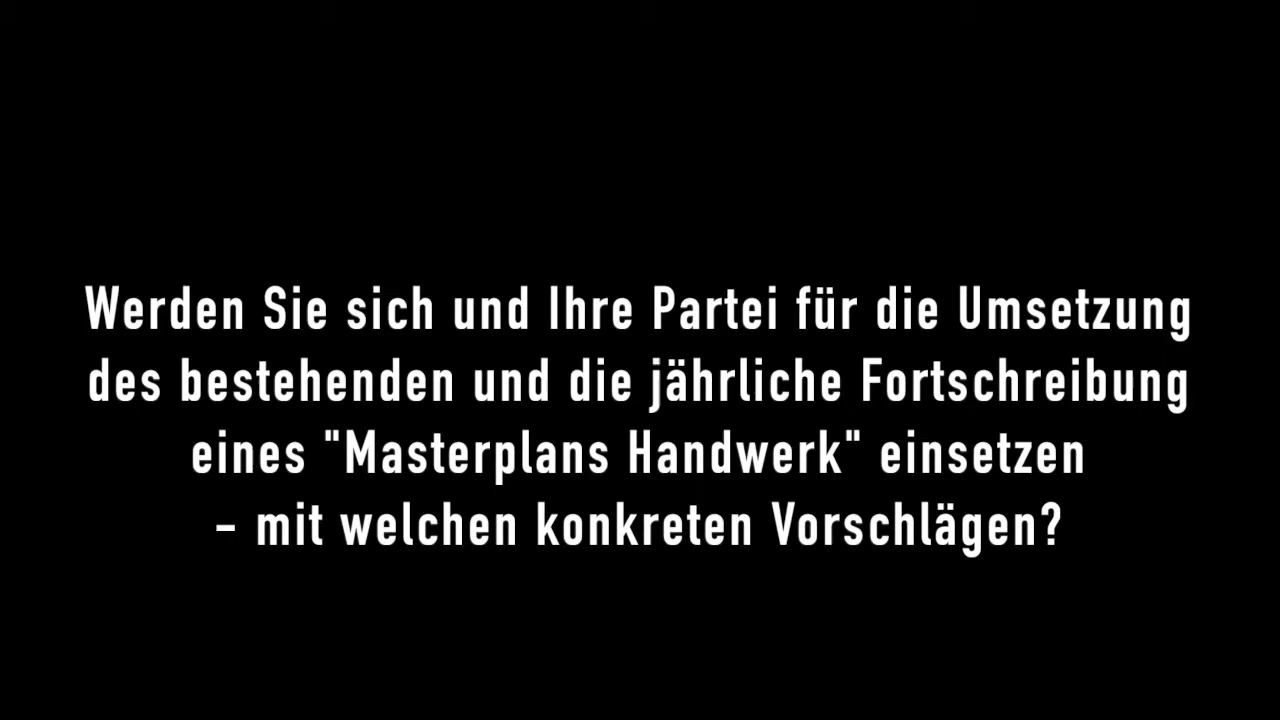 Werden Sie sich und Ihre Partei für die Umsetzung
des bestehenden und die jährliche Fortschreibung
eines "Masterplans Handwerk" einsetzen
– mit welchen konkreten Vorschlägen?